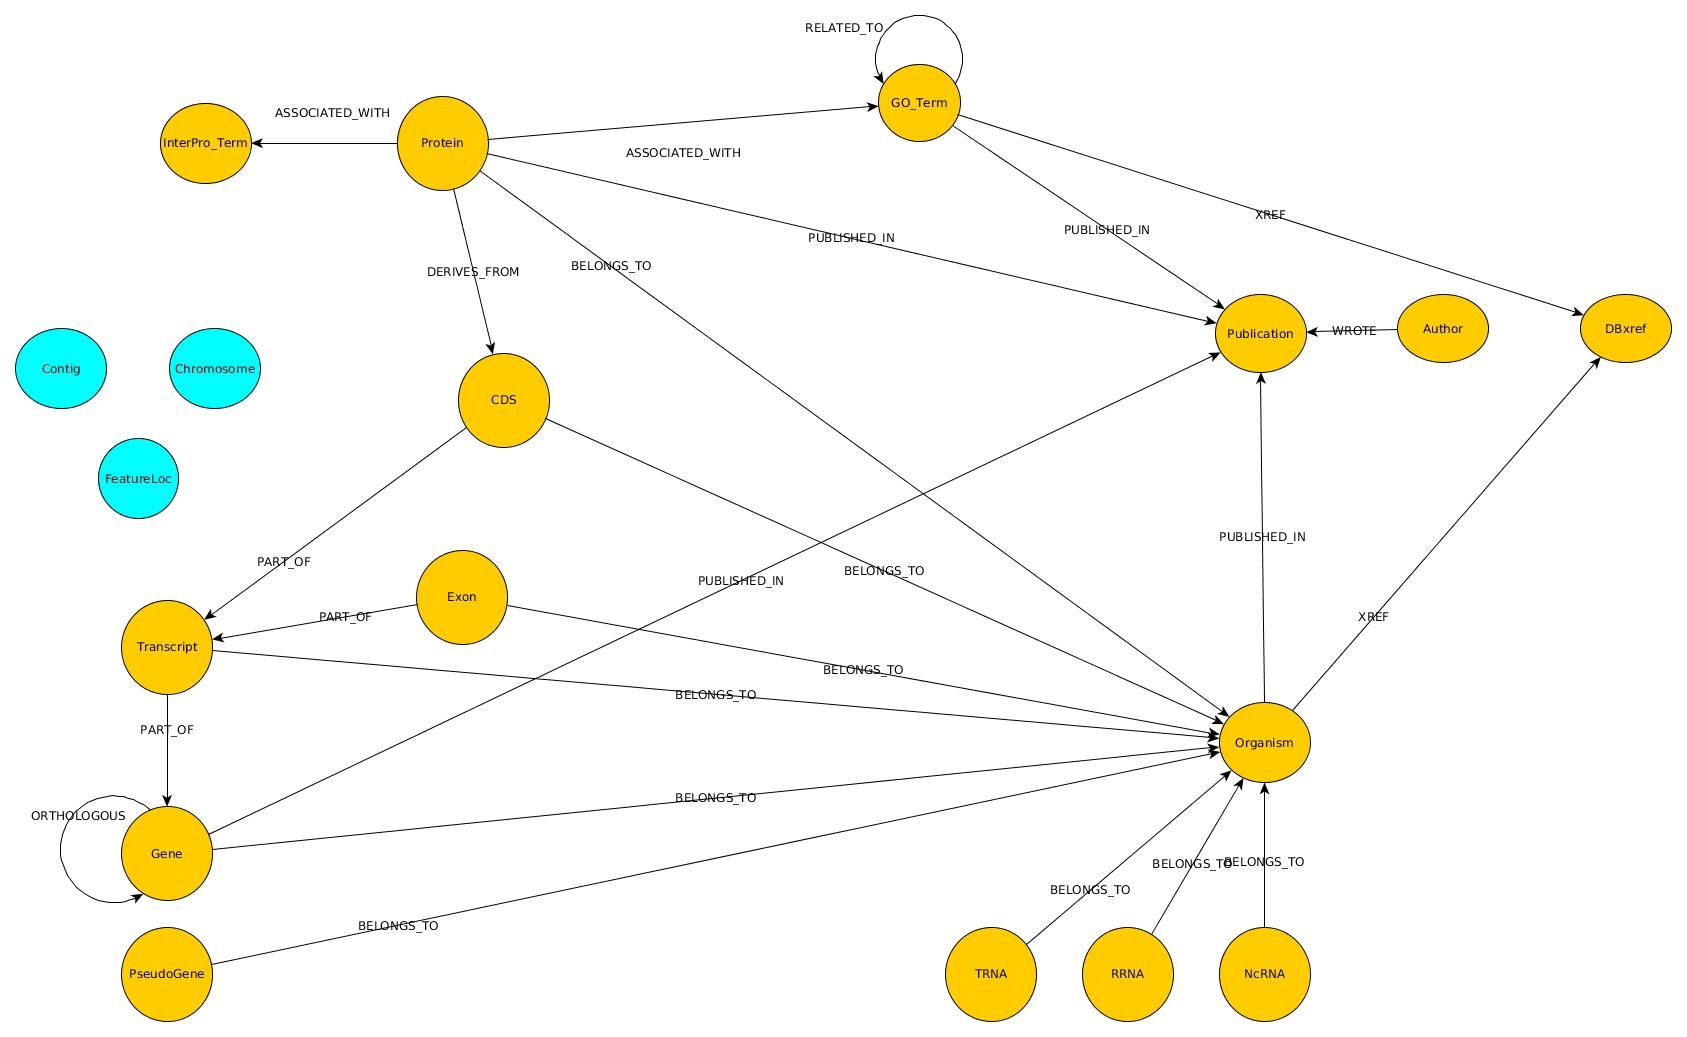 RELATED_TO
GO_Term
ASSOCIATED_WITH
InterPro_Term
Protein
ASSOCIATED_WITH
XREF
PUBLISHED_IN
PUBLISHED_IN
BELONGS_TO
DERIVES_FROM
Publication
WROTE
Author
DBxref
Contig
Chromosome
CDS
FeatureLoc
PUBLISHED_IN
PART_OF
BELONGS_TO
PUBLISHED_IN
Exon
PART_OF
XREF
Transcript
BELONGS_TO
BELONGS_TO
PART_OF
Organism
BELONGS_TO
ORTHOLOGOUS
Gene
BELONGS_TO
BELONGS_TO
BELONGS_TO
BELONGS_TO
PseudoGene
TRNA
RRNA
NcRNA